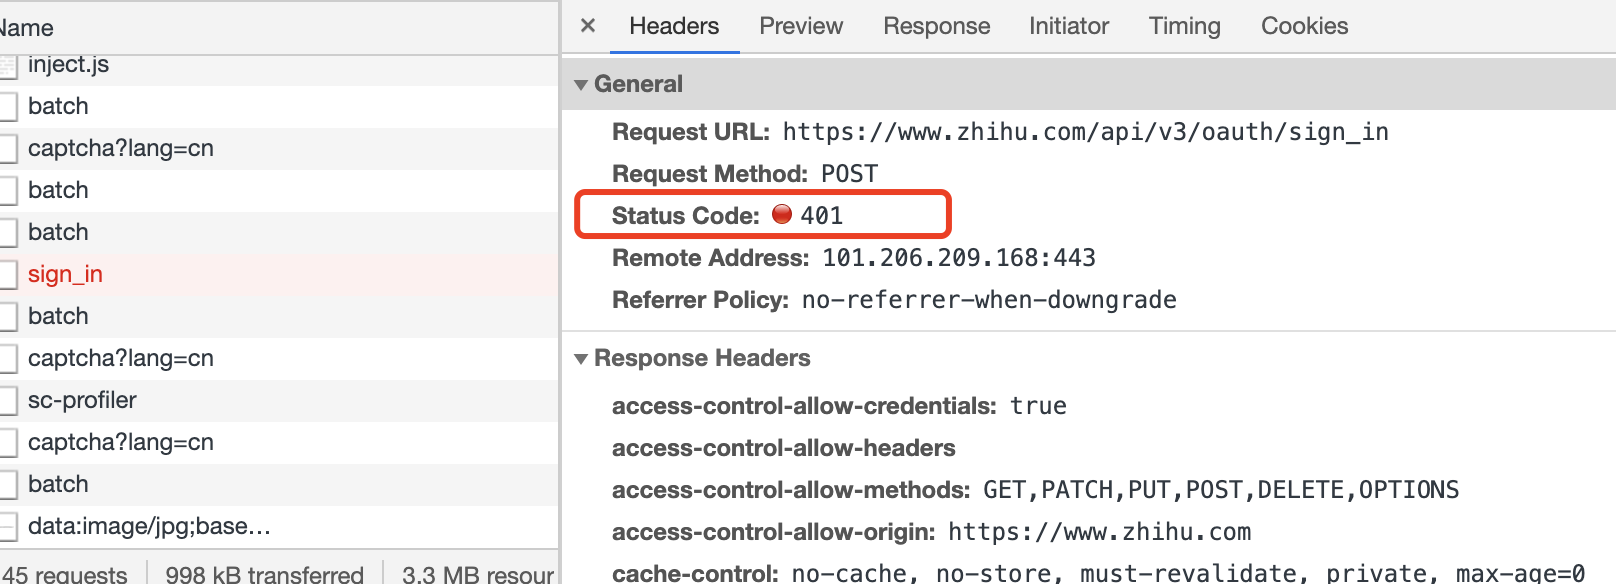 Name
inject.js
batch
captcha?lang=cn
batch
batch
sign_in
batch
captcha?lang=cn
sc-profiler
captcha?lang=cn
batch
data:image/jpg;base…
45 requests 998 kB transferred 3.3 MB resour
× Headers Preview Response Initiator Timing Cookies
▼ General
Request URL: https://www.zhihu.com/api/v3/oauth/sign_in
Request Method: POST
Status Code: 401
Remote Address: 101.206.209.168:443
Referrer Policy: no-referrer-when-downgrade
▼ Response Headers
access-control-allow-credentials: true
access-control-allow-headers
access-control-allow-methods: GET,PATCH,PUT,POST,DELETE,OPTIONS
access-control-allow-origin: https://www.zhihu.com
cache-control: no-cache, no-store, must-revalidate, private, max-age=0